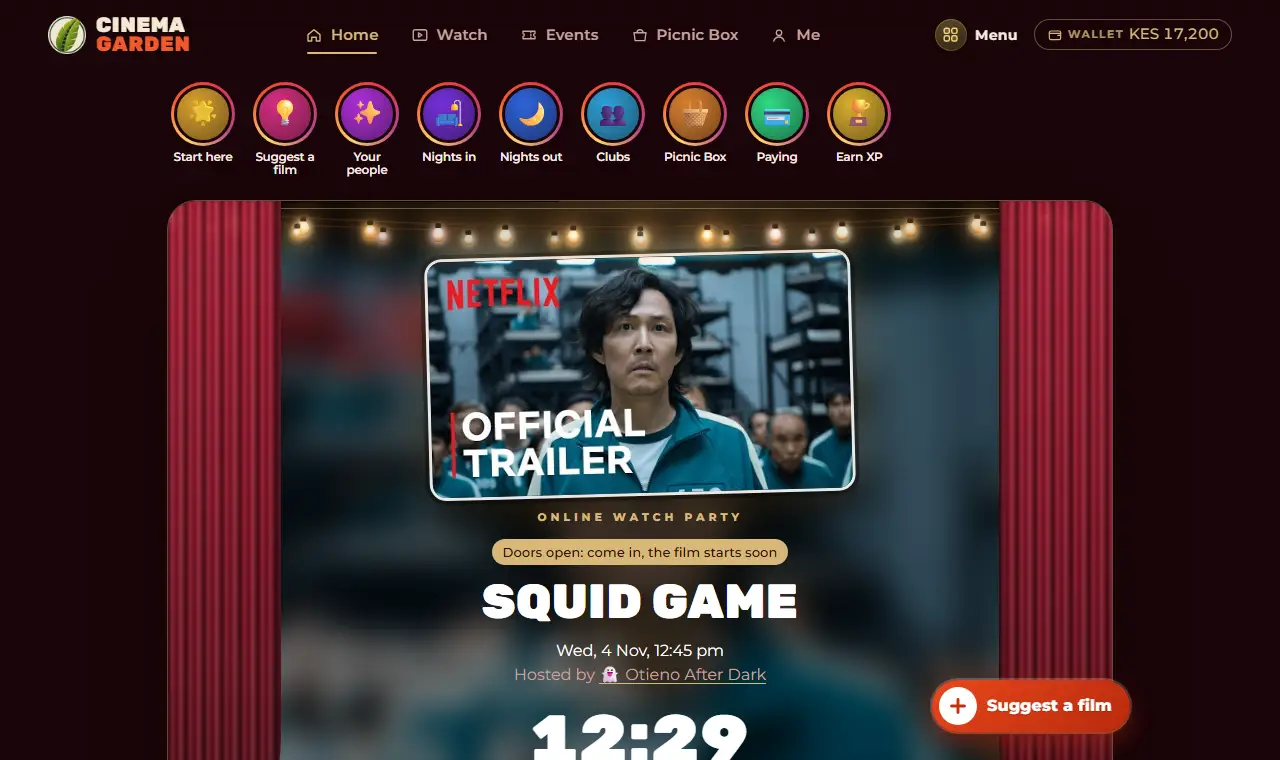 CINEMA
GARDEN
Home
Watch
Events
Picnic Box
Me
Menu
WALLET KES 17,200
Start here
Suggest a
film
Your
people
Nights in
Nights out
Clubs
Picnic Box
Paying
Earn XP
NETFLIX
OFFICIAL
TRAILER
ONLINE WATCH PARTY
Doors open: come in, the film starts soon
SQUID GAME
Wed, 4 Nov, 12:45 pm
Hosted by 👻 Otieno After Dark
12:29
Suggest a film